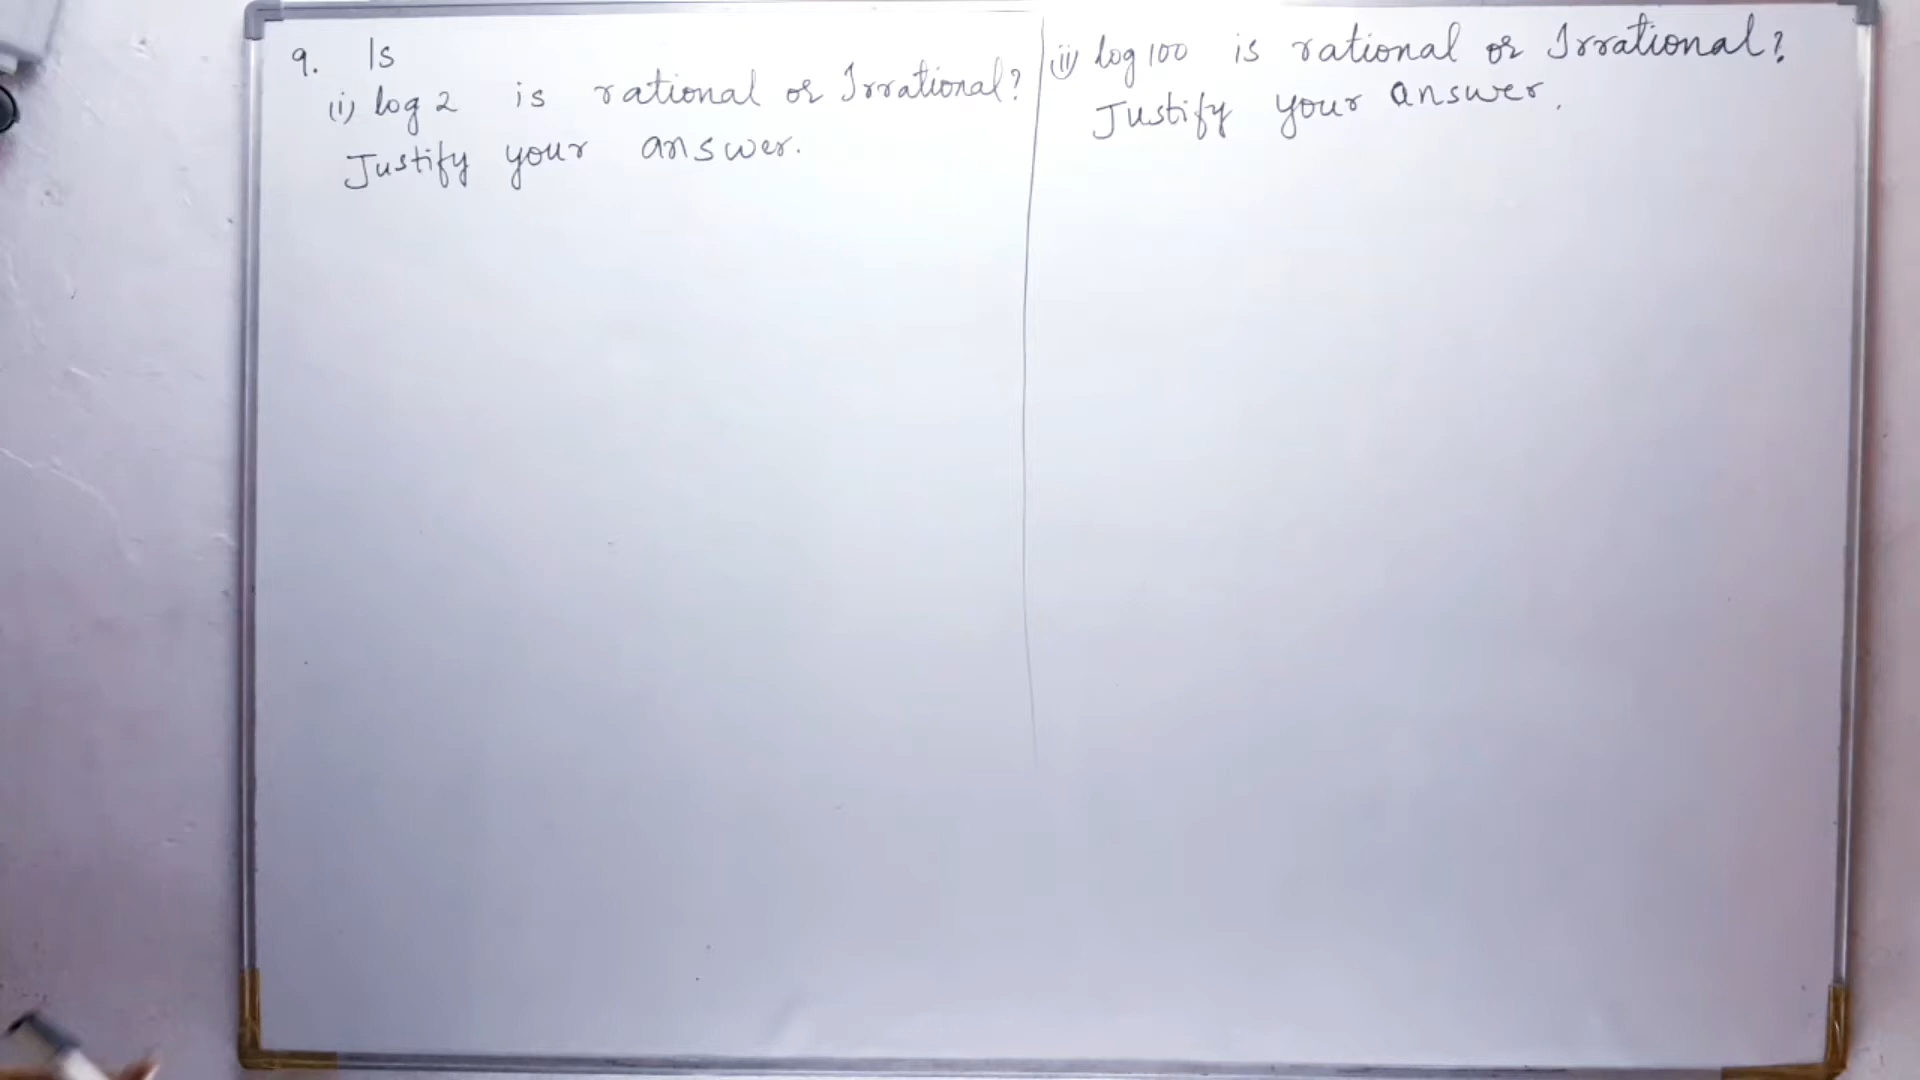 9. Is
(i) log 2 is rational or Irrational?
Justify your answer.
(ii) log 100 is rational or Irrational?
Justify your answer.